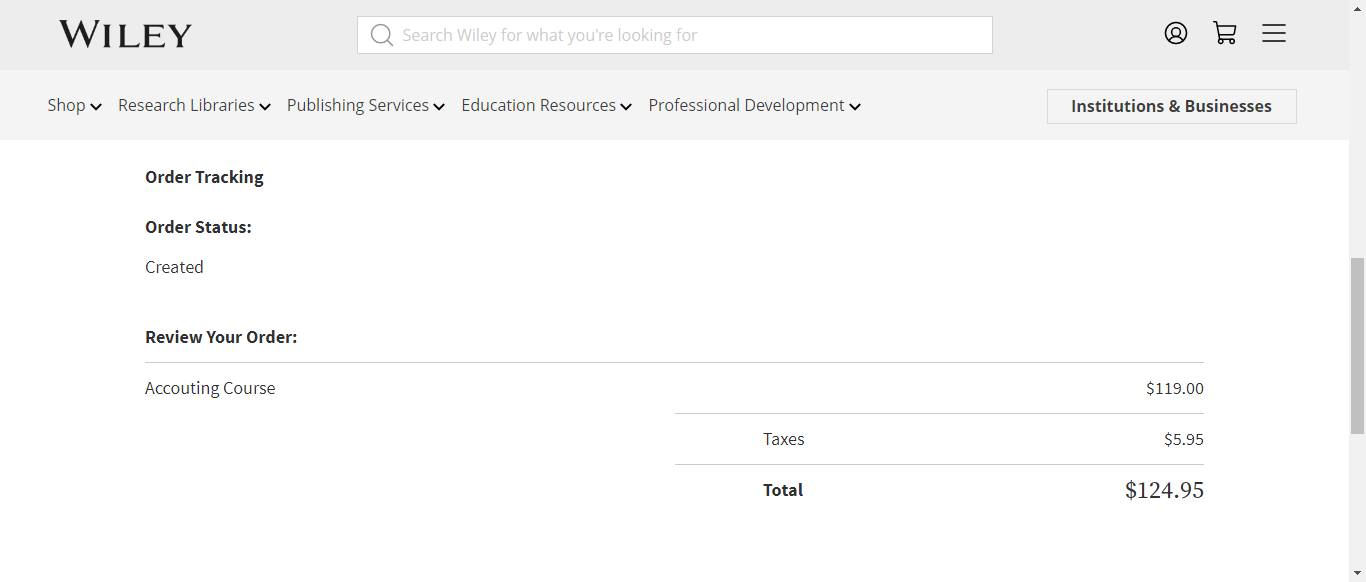 WILEY
Search Wiley for what you're looking for
Shop Research Libraries Publishing Services Education Resources Professional Development
Institutions & Businesses
Order Tracking
Order Status:
Created
Review Your Order:
Accouting Course $119.00
Taxes $5.95
Total $124.95